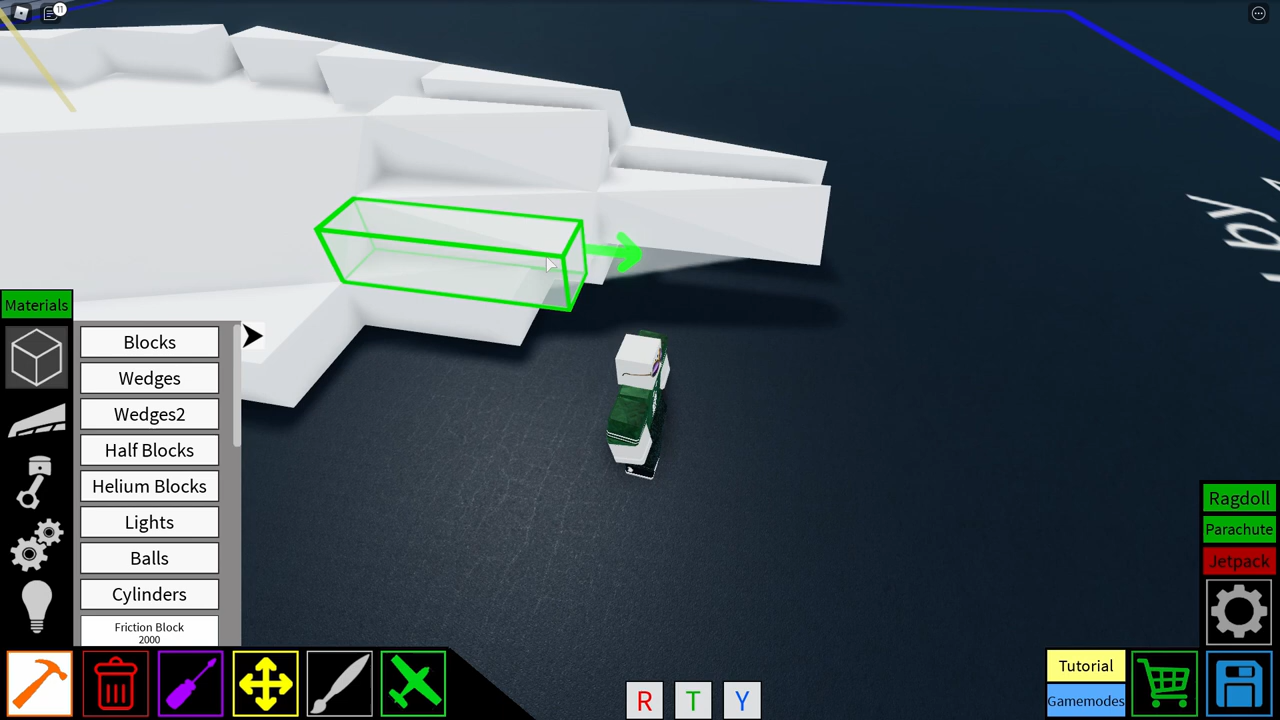 11
Materials
Blocks
Wedges
Wedges2
Half Blocks
Helium Blocks
Lights
Balls
Cylinders
Friction Block
2000
Ragdoll
Parachute
Jetpack
Tutorial
Gamemodes
R T Y